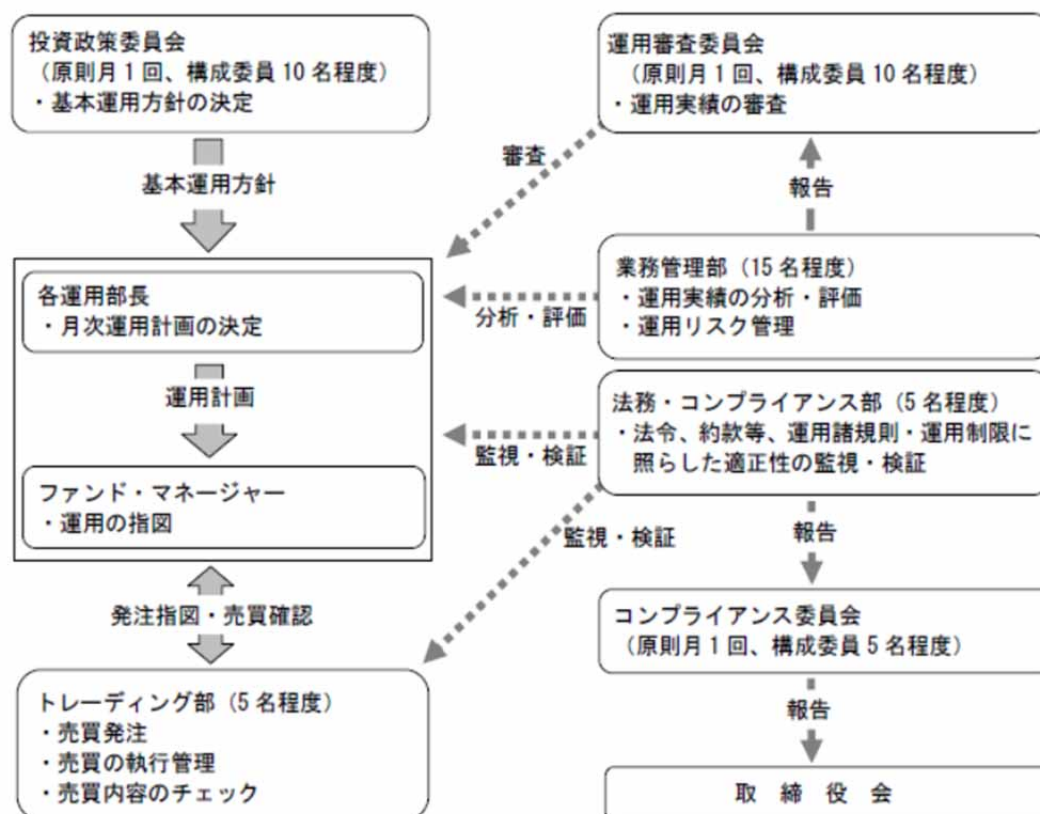 投資政策委員会
(原則月1回、構成委員10名程度)
・基本運用方針の決定
基本運用方針
各運用部長
・月次運用計画の決定
運用計画
ファンド・マネージャー
・運用の指図
発注指図・売買確認
トレーディング部(5名程度)
・売買発注
・売買の執行管理
・売買内容のチェック
運用審査委員会
(原則月1回、構成委員10名程度)
・運用実績の審査
審査
報告
業務管理部(15名程度)
・運用実績の分析・評価
・運用リスク管理
分析・評価
法務・コンプライアンス部(5名程度)
・法令、約款等、運用諸規則・運用制限に
照らした適正性の監視・検証
監視・検証
監視・検証
報告
コンプライアンス委員会
(原則月1回、構成委員5名程度)
報告
取 締 役 会